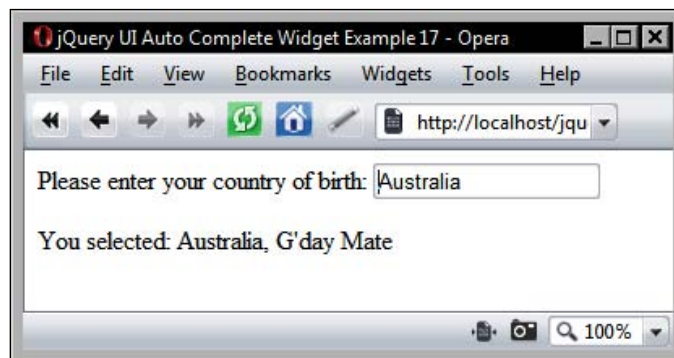 jQuery UI Auto Complete Widget Example 17 - Opera
File Edit View Bookmarks Widgets Tools Help
http://localhost/jqu
Please enter your country of birth: Australia
You selected: Australia, G'day Mate
100%